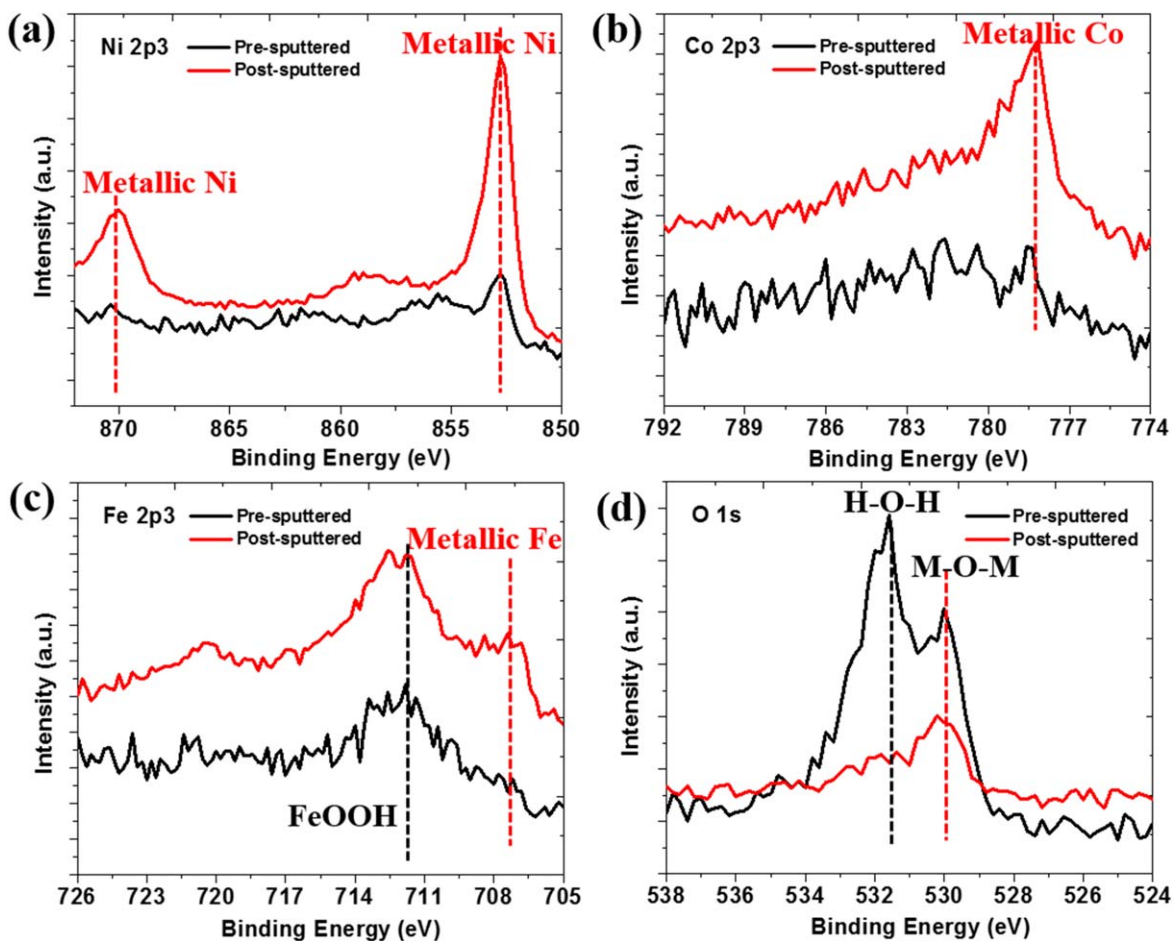 (a)
Ni 2p3
Pre-sputtered
Post-sputtered
Metallic Ni
Metallic Ni
Intensity (a.u.)
870 865 860 855 850
Binding Energy (eV)
(b)
Co 2p3
Pre-sputtered
Post-sputtered
Metallic Co
Intensity (a.u.)
792 789 786 783 780 777 774
Binding Energy (eV)
(c)
Fe 2p3
Pre-sputtered
Post-sputtered
Metallic Fe
FeOOH
Intensity (a.u.)
726 723 720 717 714 711 708 705
Binding Energy (eV)
(d)
O 1s
H-O-H
Pre-sputtered
Post-sputtered
M-O-M
Intensity (a.u.)
538 536 534 532 530 528 526 524
Binding Energy (eV)